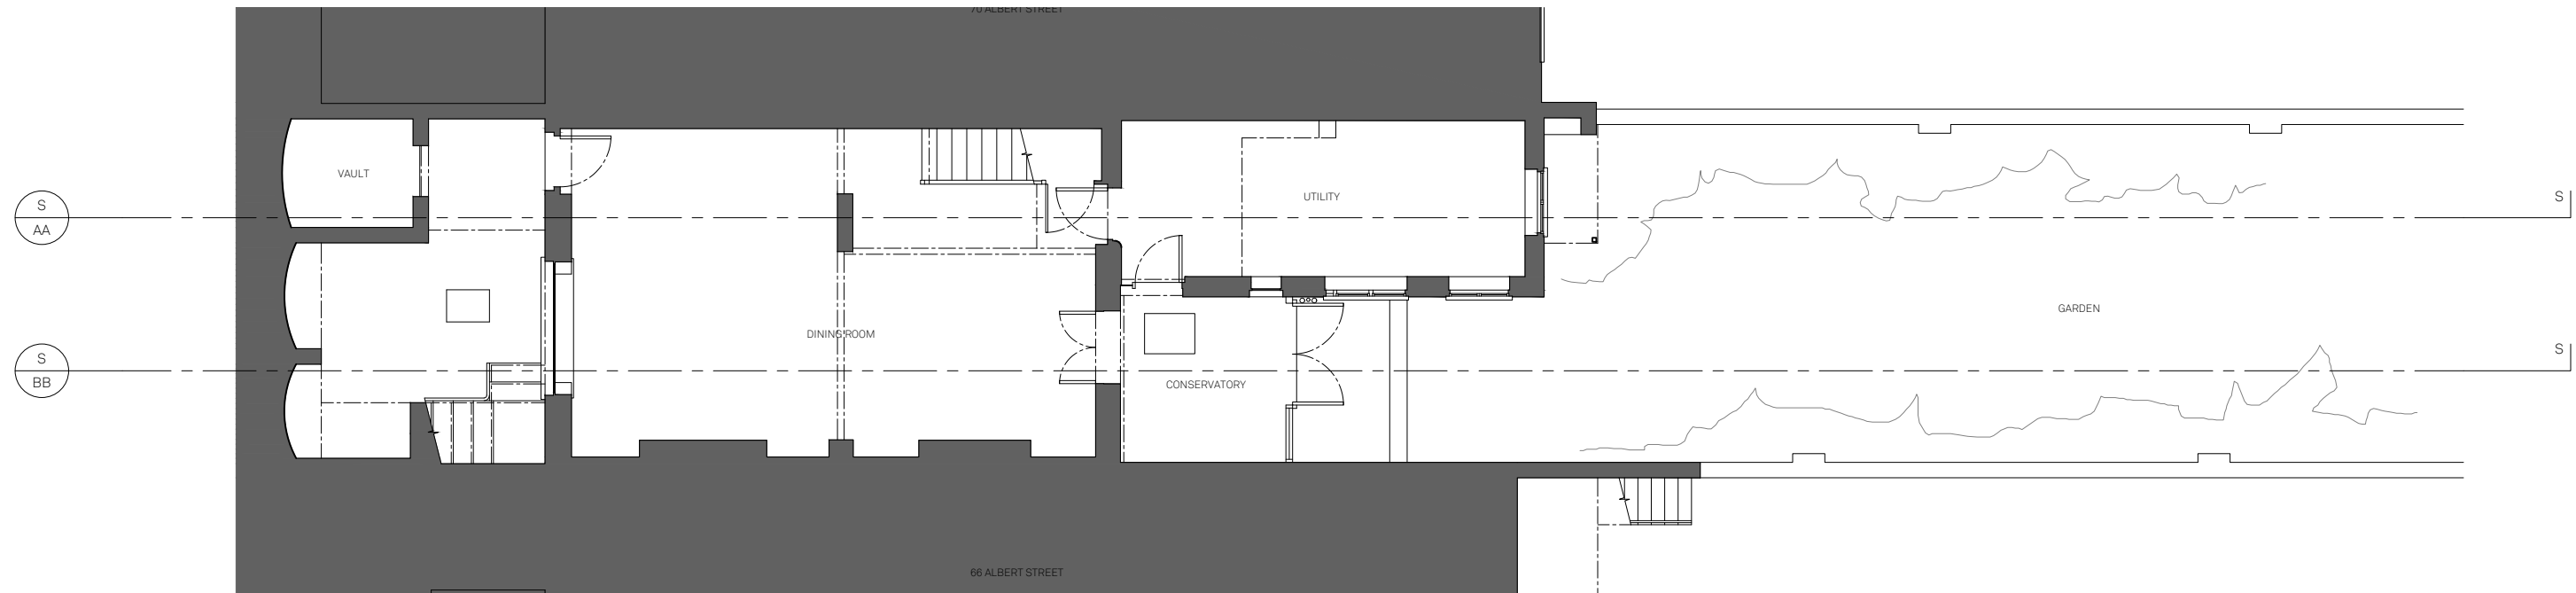 70 ALBERT STREET
VAULT
UTILITY
S
AA
S
GARDEN
DINING ROOM
S
BB
S
CONSERVATORY
66 ALBERT STREET